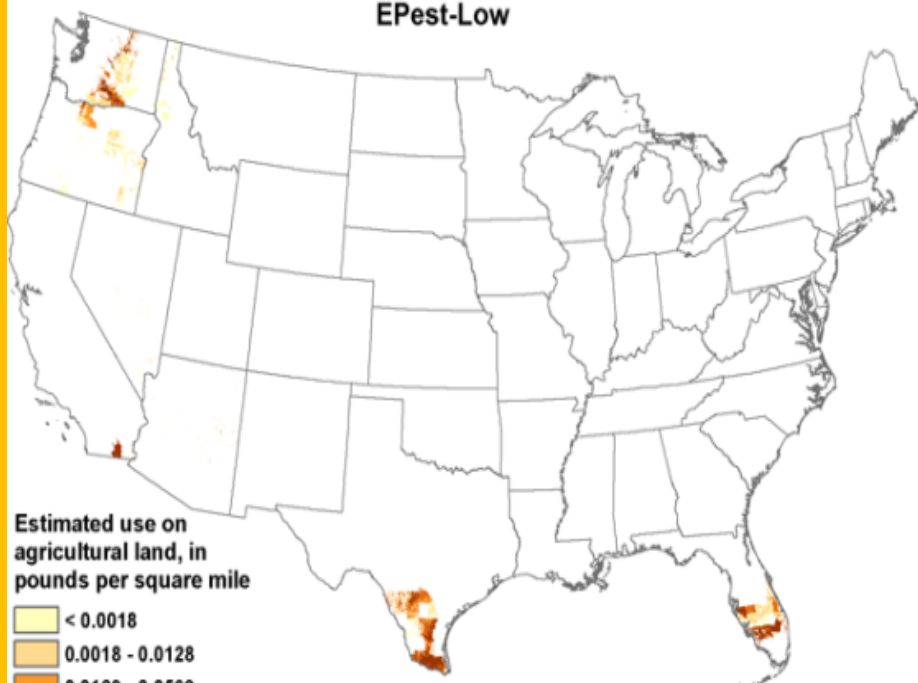 EPest-Low
Estimated use on
agricultural land, in
pounds per square mile
< 0.0018
0.0018 - 0.0128